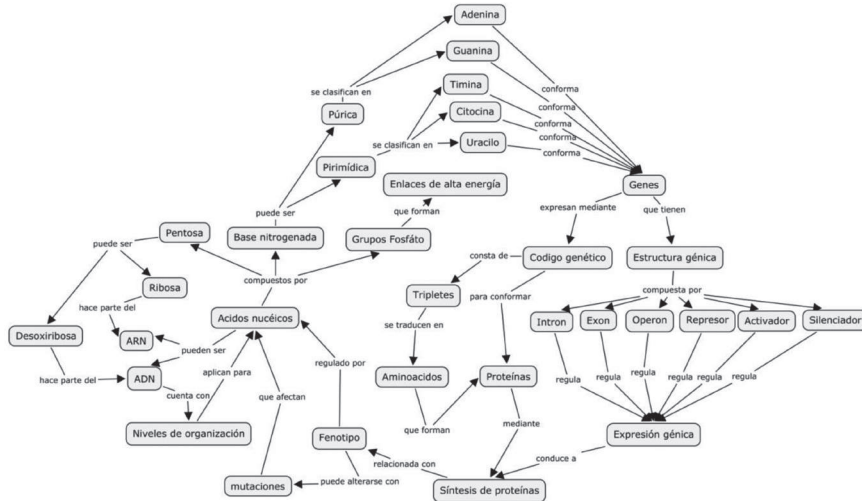 Adenina
Guanina
se clasifican en
conforma
Timina
conforma
Púrica
Citocina
conforma
conforma
se clasifican en
Uracilo
conforma
Pirimídica
Enlaces de alta energía
Genes
puede ser
que forman
expresan mediante
que tienen
Pentosa
Base nitrogenada
Grupos Fosfáto
Codigo genético
Estructura génica
puede ser
consta de
compuestos por
Ribosa
Tripletes
para conformar
compuesta por
hace parte del
Acidos nucéicos
se traducen en
Intron
Exon
Operon
Represor
Activador
Silenciador
Desoxiribosa
ARN
pueden ser
regulado por
hace parte del
ADN
aplican para
Aminoacidos
Proteínas
regula
regula
regula
regula
regula
regula
cuenta con
que afectan
que forman
mediante
Niveles de organización
Fenotipo
Expresión génica
relacionada con
conduce a
mutaciones
puede alterarse con
Síntesis de proteínas